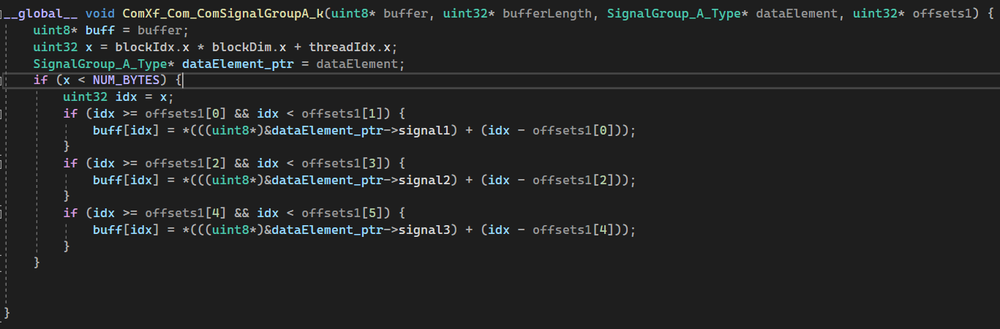 __global__ void ComXf_Com_ComSignalGroupA_k(uint8* buffer, uint32* bufferLength, SignalGroup_A_Type* dataElement, uint32* offsets1) {
    uint8* buff = buffer;
    uint32 x = blockIdx.x * blockDim.x + threadIdx.x;
    SignalGroup_A_Type* dataElement_ptr = dataElement;
    if (x < NUM_BYTES) {
        uint32 idx = x;
        if (idx >= offsets1[0] && idx < offsets1[1]) {
            buff[idx] = *(((uint8*)&dataElement_ptr->signal1) + (idx - offsets1[0]));
        }
        if (idx >= offsets1[2] && idx < offsets1[3]) {
            buff[idx] = *(((uint8*)&dataElement_ptr->signal2) + (idx - offsets1[2]));
        }
        if (idx >= offsets1[4] && idx < offsets1[5]) {
            buff[idx] = *(((uint8*)&dataElement_ptr->signal3) + (idx - offsets1[4]));
        }
    }
}